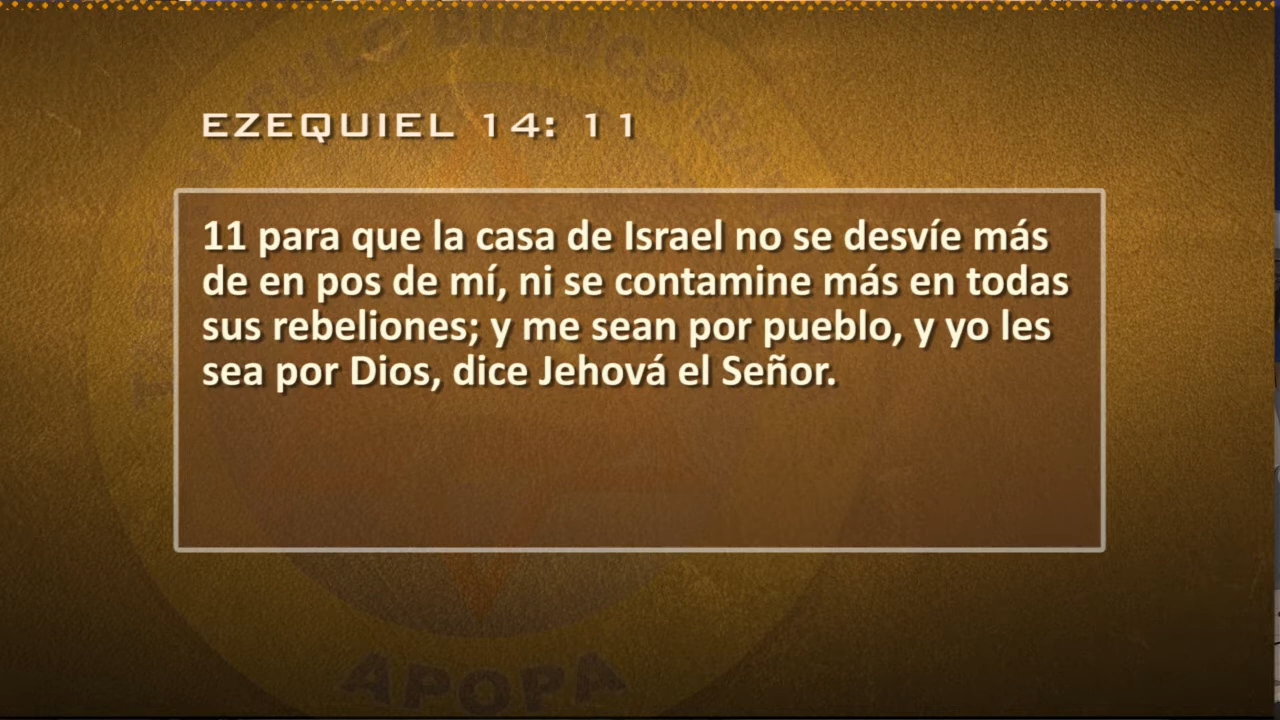 EZEQUIEL 14: 11
11 para que la casa de Israel no se desvíe más
de en pos de mí, ni se contamine más en todas
sus rebeliones; y me sean por pueblo, y yo les
sea por Dios, dice Jehová el Señor.
BÍBLICO
APOPA